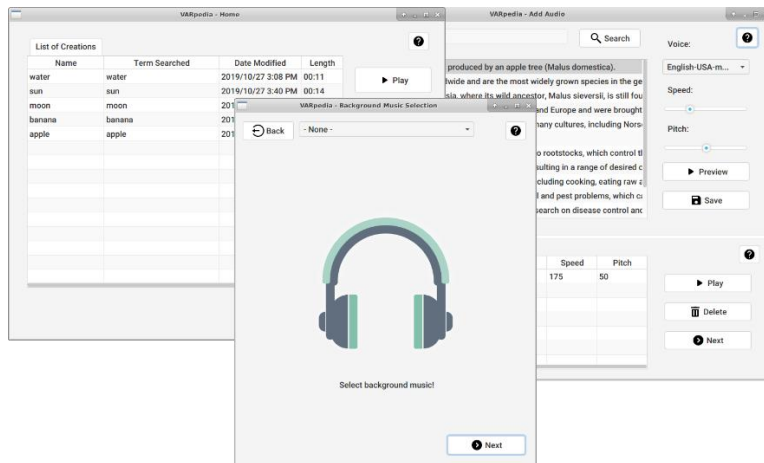 VARpedia - Home
List of Creations
Name Term Searched Date Modified Length
water water 2019/10/27 3:08 PM 00:11
sun sun 2019/10/27 3:40 PM 00:14
moon moon 201
banana banana 201
apple apple 201
Play
VARpedia - Add Audio
Search
produced by an apple tree (Malus domestica).
lwide and are the most widely grown species in the ge
sia, where its wild ancestor, Malus sieversii, is still fou
and Europe and were brought
many cultures, including Nors
o rootstocks, which control t
sulting in a range of desired c
cluding cooking, eating raw a
l and pest problems, which c
search on disease control and
Voice:
English-USA-m...
Speed:
Pitch:
Preview
Save
Speed Pitch
175 50
Play
Delete
Next
VARpedia - Background Music Selection
Back
- None -
Select background music!
Next